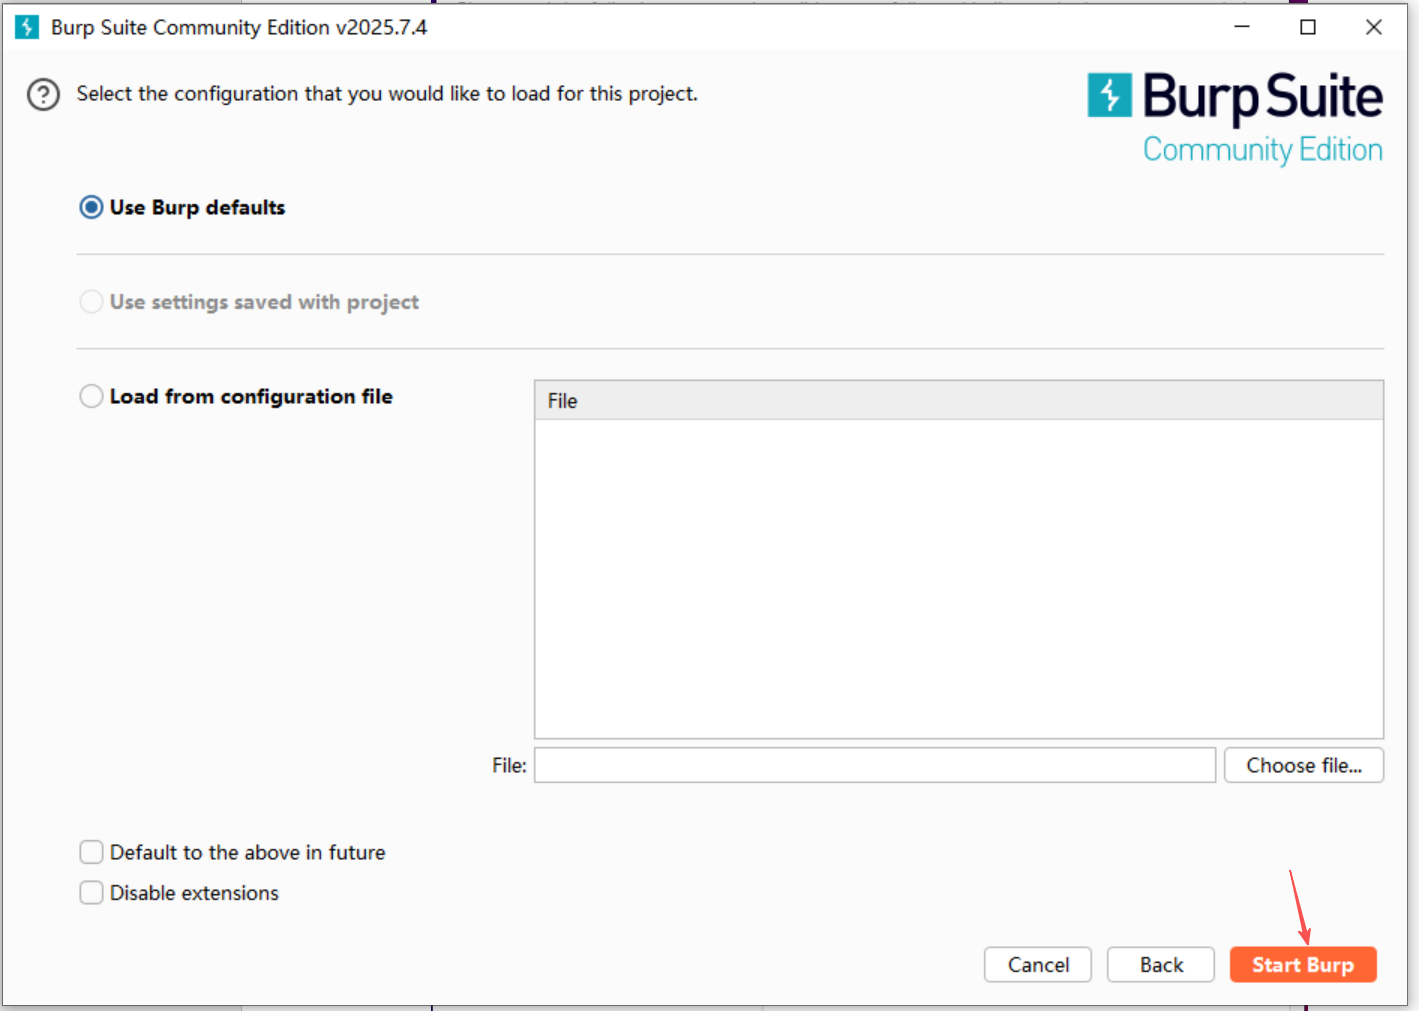 Burp Suite Community Edition v2025.7.4
Select the configuration that you would like to load for this project.
Burp Suite
Community Edition
Use Burp defaults
Use settings saved with project
Load from configuration file
File
File:
Choose file...
Default to the above in future
Disable extensions
Cancel
Back
Start Burp